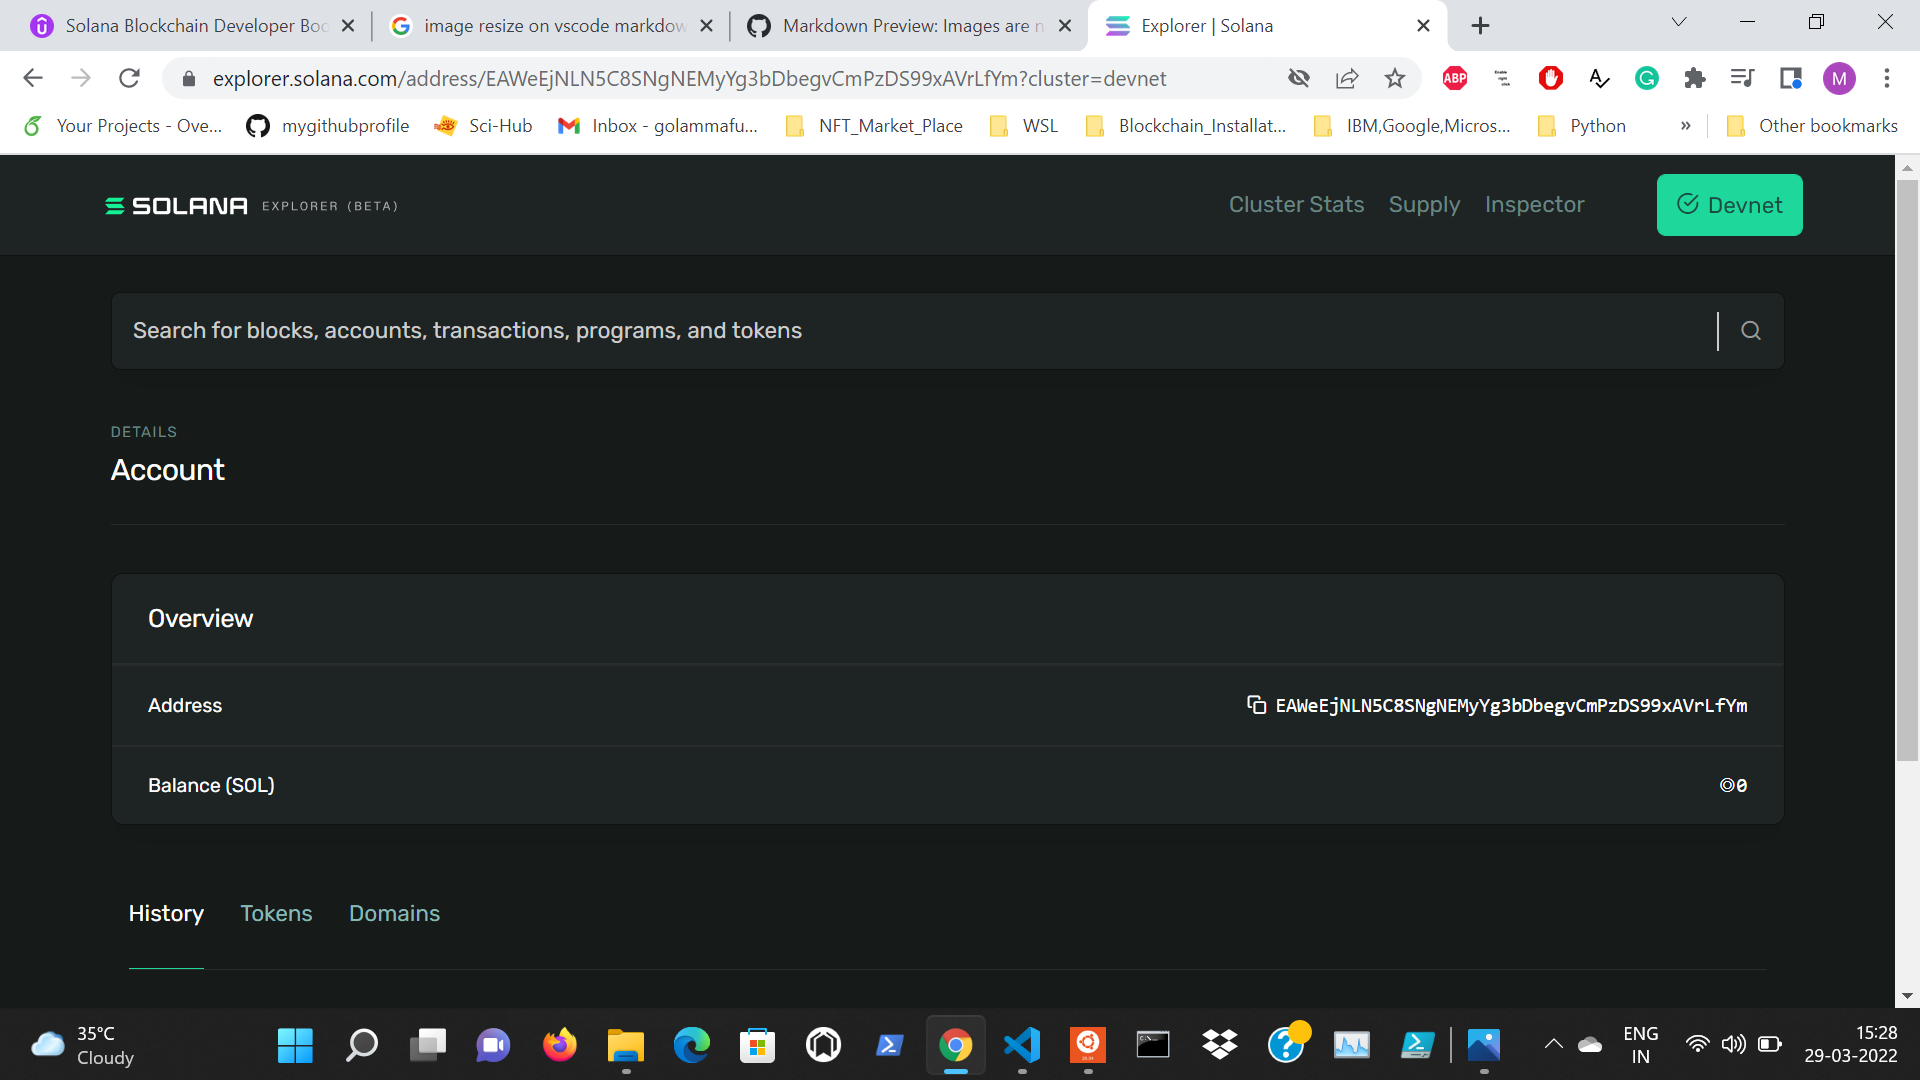 Solana Blockchain Developer Boo
image resize on vscode markdow
Markdown Preview: Images are n
Explorer | Solana
explorer.solana.com/address/EAWeEjNLN5C8SNgNEMyYg3bDbegvCmPzDS99xAVrLfYm?cluster=devnet
ABP
M
Your Projects - Ove...
mygithubprofile
Sci-Hub
Inbox - golammafu...
NFT_Market_Place
WSL
Blockchain_Installat...
IBM,Google,Micros...
Python
»
Other bookmarks
SOLANA EXPLORER (BETA)
Cluster Stats
Supply
Inspector
Devnet
Search for blocks, accounts, transactions, programs, and tokens
DETAILS
Account
Overview
Address
EAWeEjNLN5C8SNgNEMyYg3bDbegvCmPzDS99xAVrLfYm
Balance (SOL)
◎0
History
Tokens
Domains
35°C
Cloudy
ENG
IN
15:28
29-03-2022